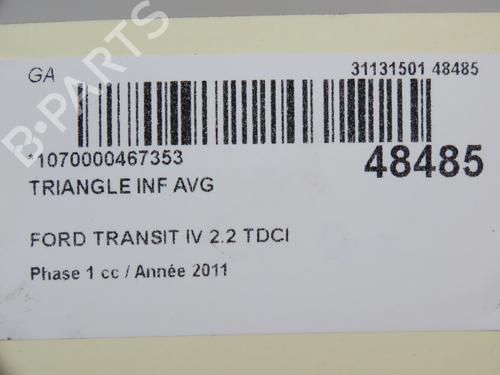 GA
31131501 48485
*1070000467353
48485
TRIANGLE INF AVG
FORD TRANSIT IV 2.2 TDCI
Phase 1 cc / Année 2011
B-PARTS